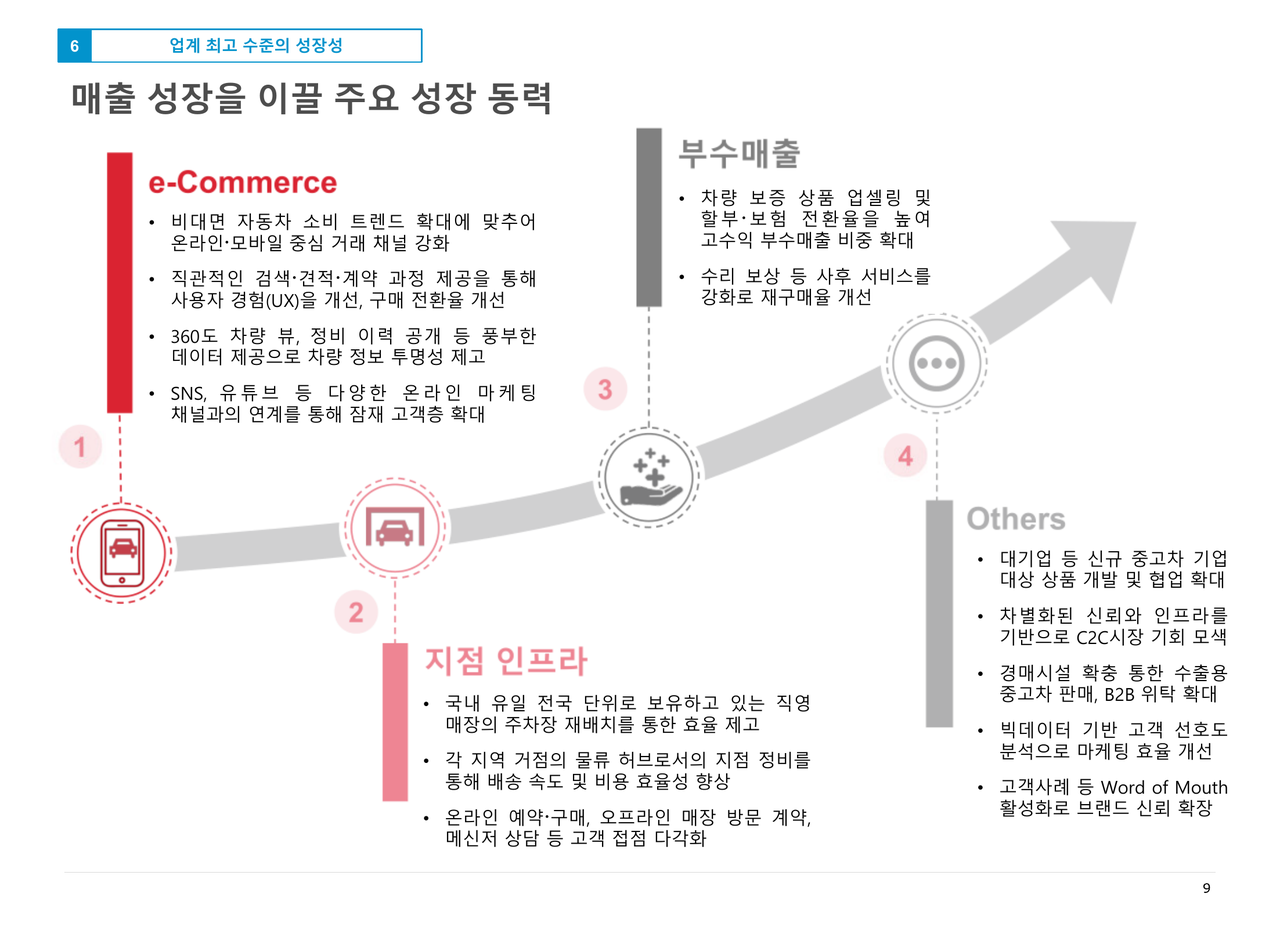 6
업계 최고 수준의 성장성
매출 성장을 이끌 주요 성장 동력
e-Commerce
• 비대면 자동차 소비 트렌드 확대에 맞추어
온라인·모바일 중심 거래 채널 강화
• 직관적인 검색·견적·계약 과정 제공을 통해
사용자 경험(UX)을 개선, 구매 전환율 개선
• 360도 차량 뷰, 정비 이력 공개 등 풍부한
데이터 제공으로 차량 정보 투명성 제고
• SNS, 유튜브 등 다양한 온라인 마케팅
채널과의 연계를 통해 잠재 고객층 확대
1
2
지점 인프라
• 국내 유일 전국 단위로 보유하고 있는 직영
매장의 주차장 재배치를 통한 효율 제고
• 각 지역 거점의 물류 허브로서의 지점 정비를
통해 배송 속도 및 비용 효율성 향상
• 온라인 예약·구매, 오프라인 매장 방문 계약,
메신저 상담 등 고객 접점 다각화
부수매출
• 차량 보증 상품 업셀링 및
할부·보험 전환율을 높여
고수익 부수매출 비중 확대
• 수리 보상 등 사후 서비스를
강화로 재구매율 개선
3
4
Others
• 대기업 등 신규 중고차 기업
대상 상품 개발 및 협업 확대
• 차별화된 신뢰와 인프라를
기반으로 C2C시장 기회 모색
• 경매시설 확충 통한 수출용
중고차 판매, B2B 위탁 확대
• 빅데이터 기반 고객 선호도
분석으로 마케팅 효율 개선
• 고객사례 등 Word of Mouth
활성화로 브랜드 신뢰 확장
9